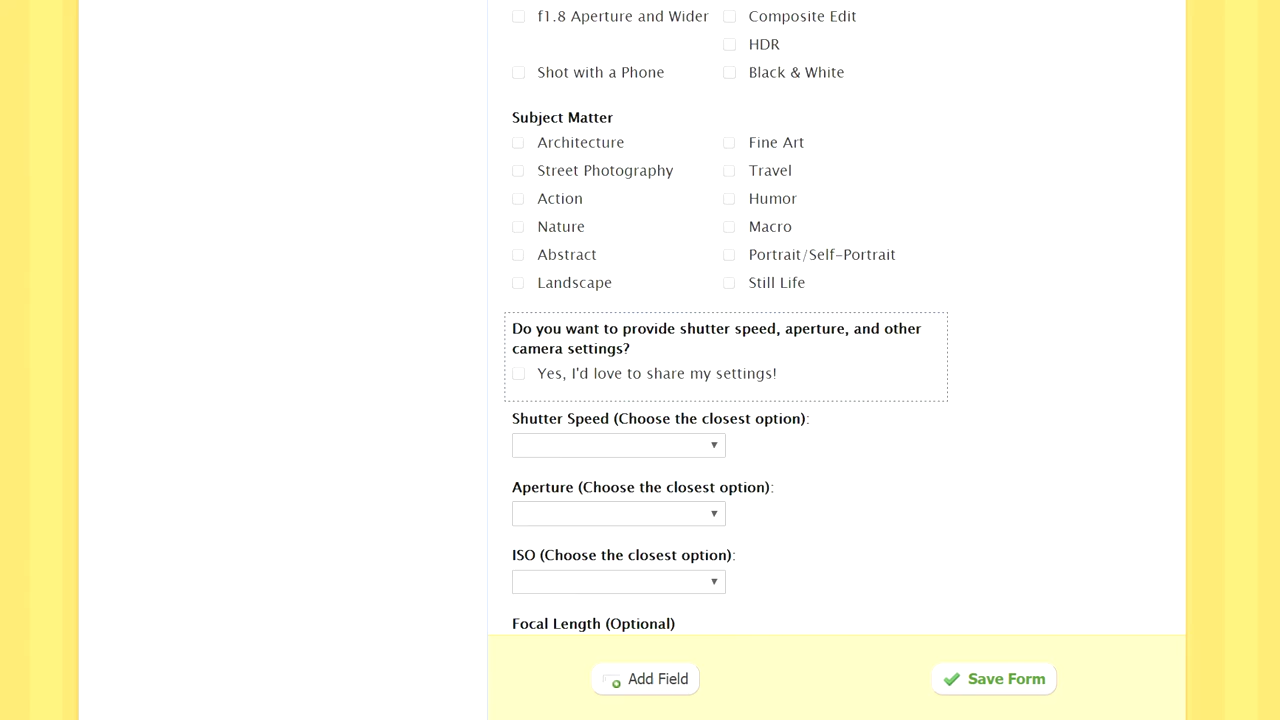 f1.8 Aperture and Wider Composite Edit
HDR
Shot with a Phone Black & White
Subject Matter
Architecture Fine Art
Street Photography Travel
Action Humor
Nature Macro
Abstract Portrait/Self-Portrait
Landscape Still Life
Do you want to provide shutter speed, aperture, and other
camera settings?
Yes, I'd love to share my settings!
Shutter Speed (Choose the closest option):
Aperture (Choose the closest option):
ISO (Choose the closest option):
Focal Length (Optional)
Add Field Save Form